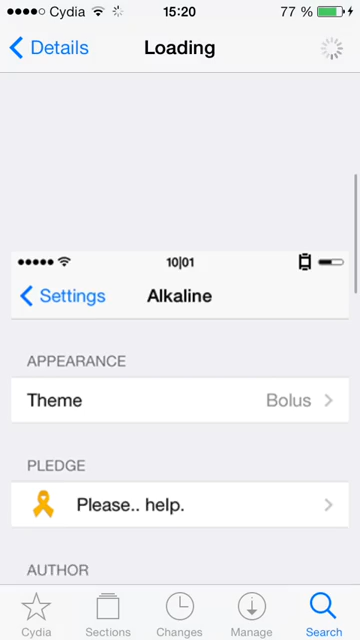 Cydia 15:20 77 %
Details Loading
10|01
Settings Alkaline
APPEARANCE
Theme Bolus
PLEDGE
Please.. help.
AUTHOR
Cydia Sections Changes Manage Search